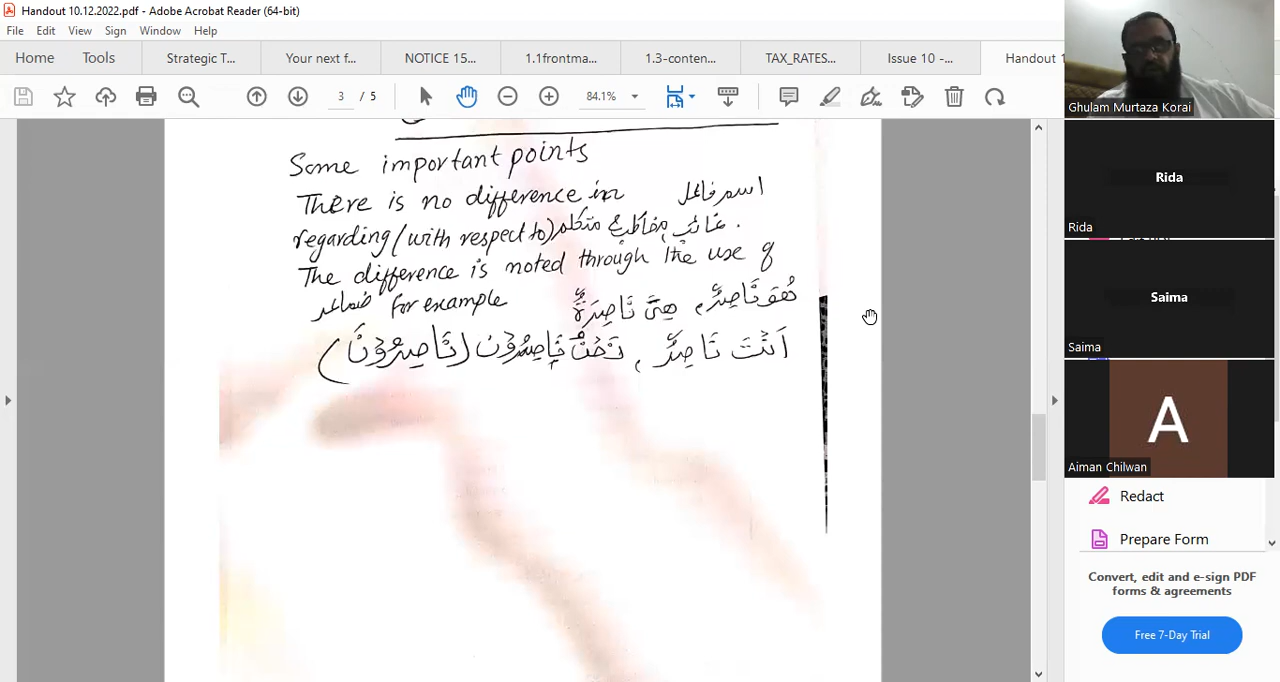 Handout 10.12.2022.pdf - Adobe Acrobat Reader (64-bit)
File Edit View Sign Window Help
Home Tools Strategic T... Your next f... NOTICE 15... 1.1frontma... 1.3-conten... TAX_RATES... Issue 10 -... Handout 1
3 / 5 84.1%
Some important points
There is no difference in اسم فاعل
regarding (with respect to) غائب، مخاطب، متکلم.
The difference is noted through the use of
ضمائر for example هُوَ نَاصِرٌ، هِیَ نَاصِرَةٌ
اَنْتَ نَاصِرٌ، نَحْنُ نَاصِرُوْن (نَاصِرُوْنَ)
Ghulam Murtaza Korai
Rida
Rida
Saima
Saima
A
Aiman Chilwan
Redact
Prepare Form
Convert, edit and e-sign PDF
forms & agreements
Free 7-Day Trial